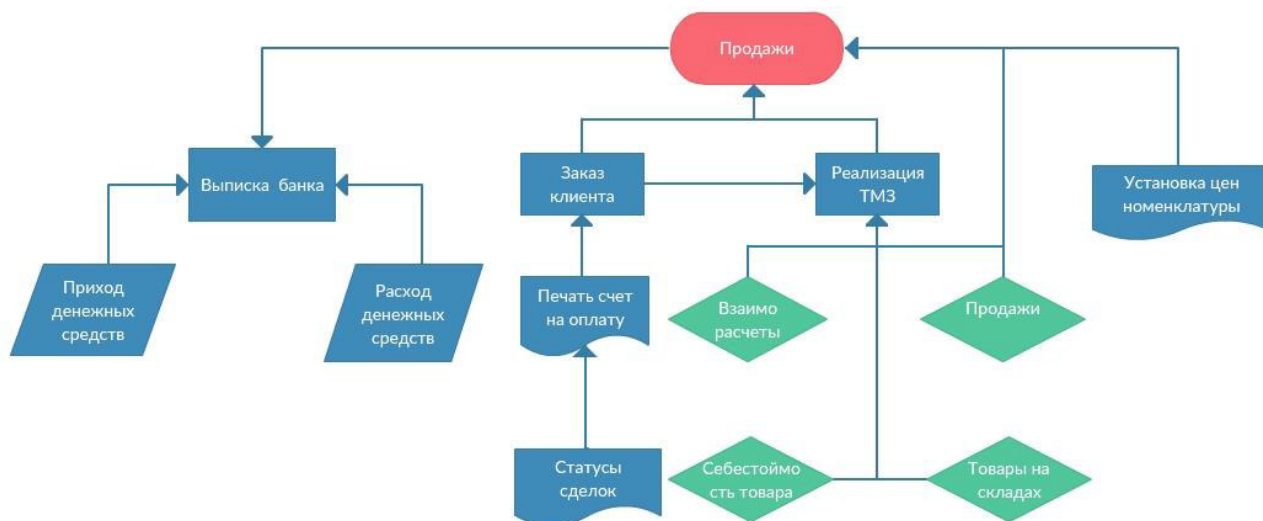 Продажи
Выписка банка
Заказ
клиента
Реализация
ТМЗ
Установка цен
номенклатуры
Приход
денежных
средств
Расход
денежных
средств
Печать счет
на оплату
Взаимо
расчеты
Продажи
Статусы
сделок
Себестоймо
сть товара
Товары на
складах